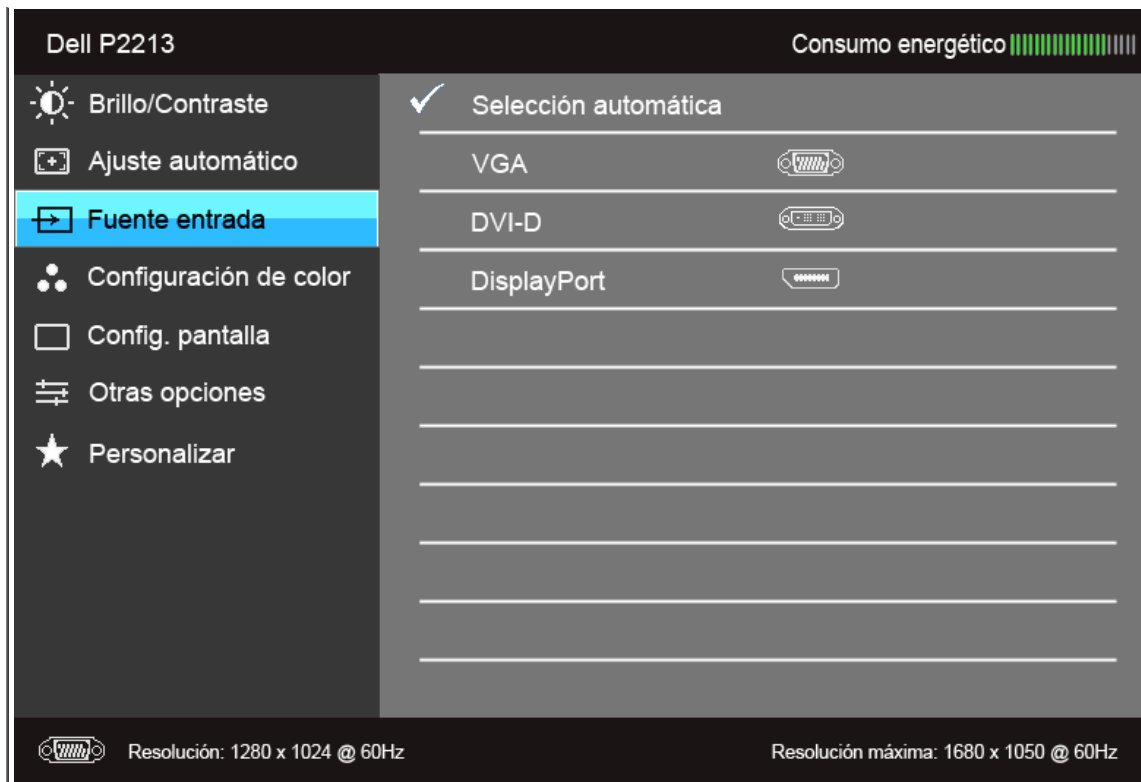 Dell P2213
Consumo energético
Brillo/Contraste
Ajuste automático
Fuente entrada
Configuración de color
Config. pantalla
Otras opciones
Personalizar
Selección automática
VGA
DVI-D
DisplayPort
Resolución: 1280 x 1024 @ 60Hz
Resolución máxima: 1680 x 1050 @ 60Hz